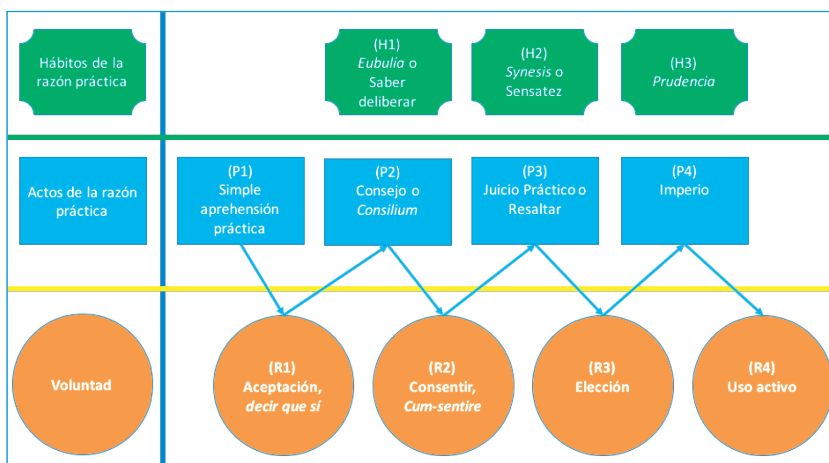 Hábitos de la
razón práctica
(H1)
Eubulía o
Saber
deliberar
(H2)
Synesis o
Sensatez
(H3)
Prudencia
Actos de la razón
práctica
(P1)
Simple
aprehensión
práctica
(P2)
Consejo o
Consilium
(P3)
Juicio Práctico o
Resaltar
(P4)
Imperio
Voluntad
(R1)
Aceptación,
decir que sí
(R2)
Consentir,
Cum-sentire
(R3)
Elección
(R4)
Uso activo